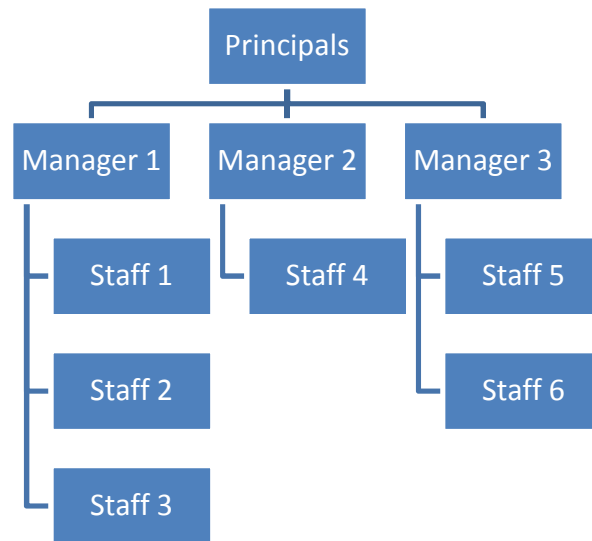 Principals
Manager 1
Manager 2
Manager 3
Staff 1
Staff 4
Staff 5
Staff 2
Staff 6
Staff 3